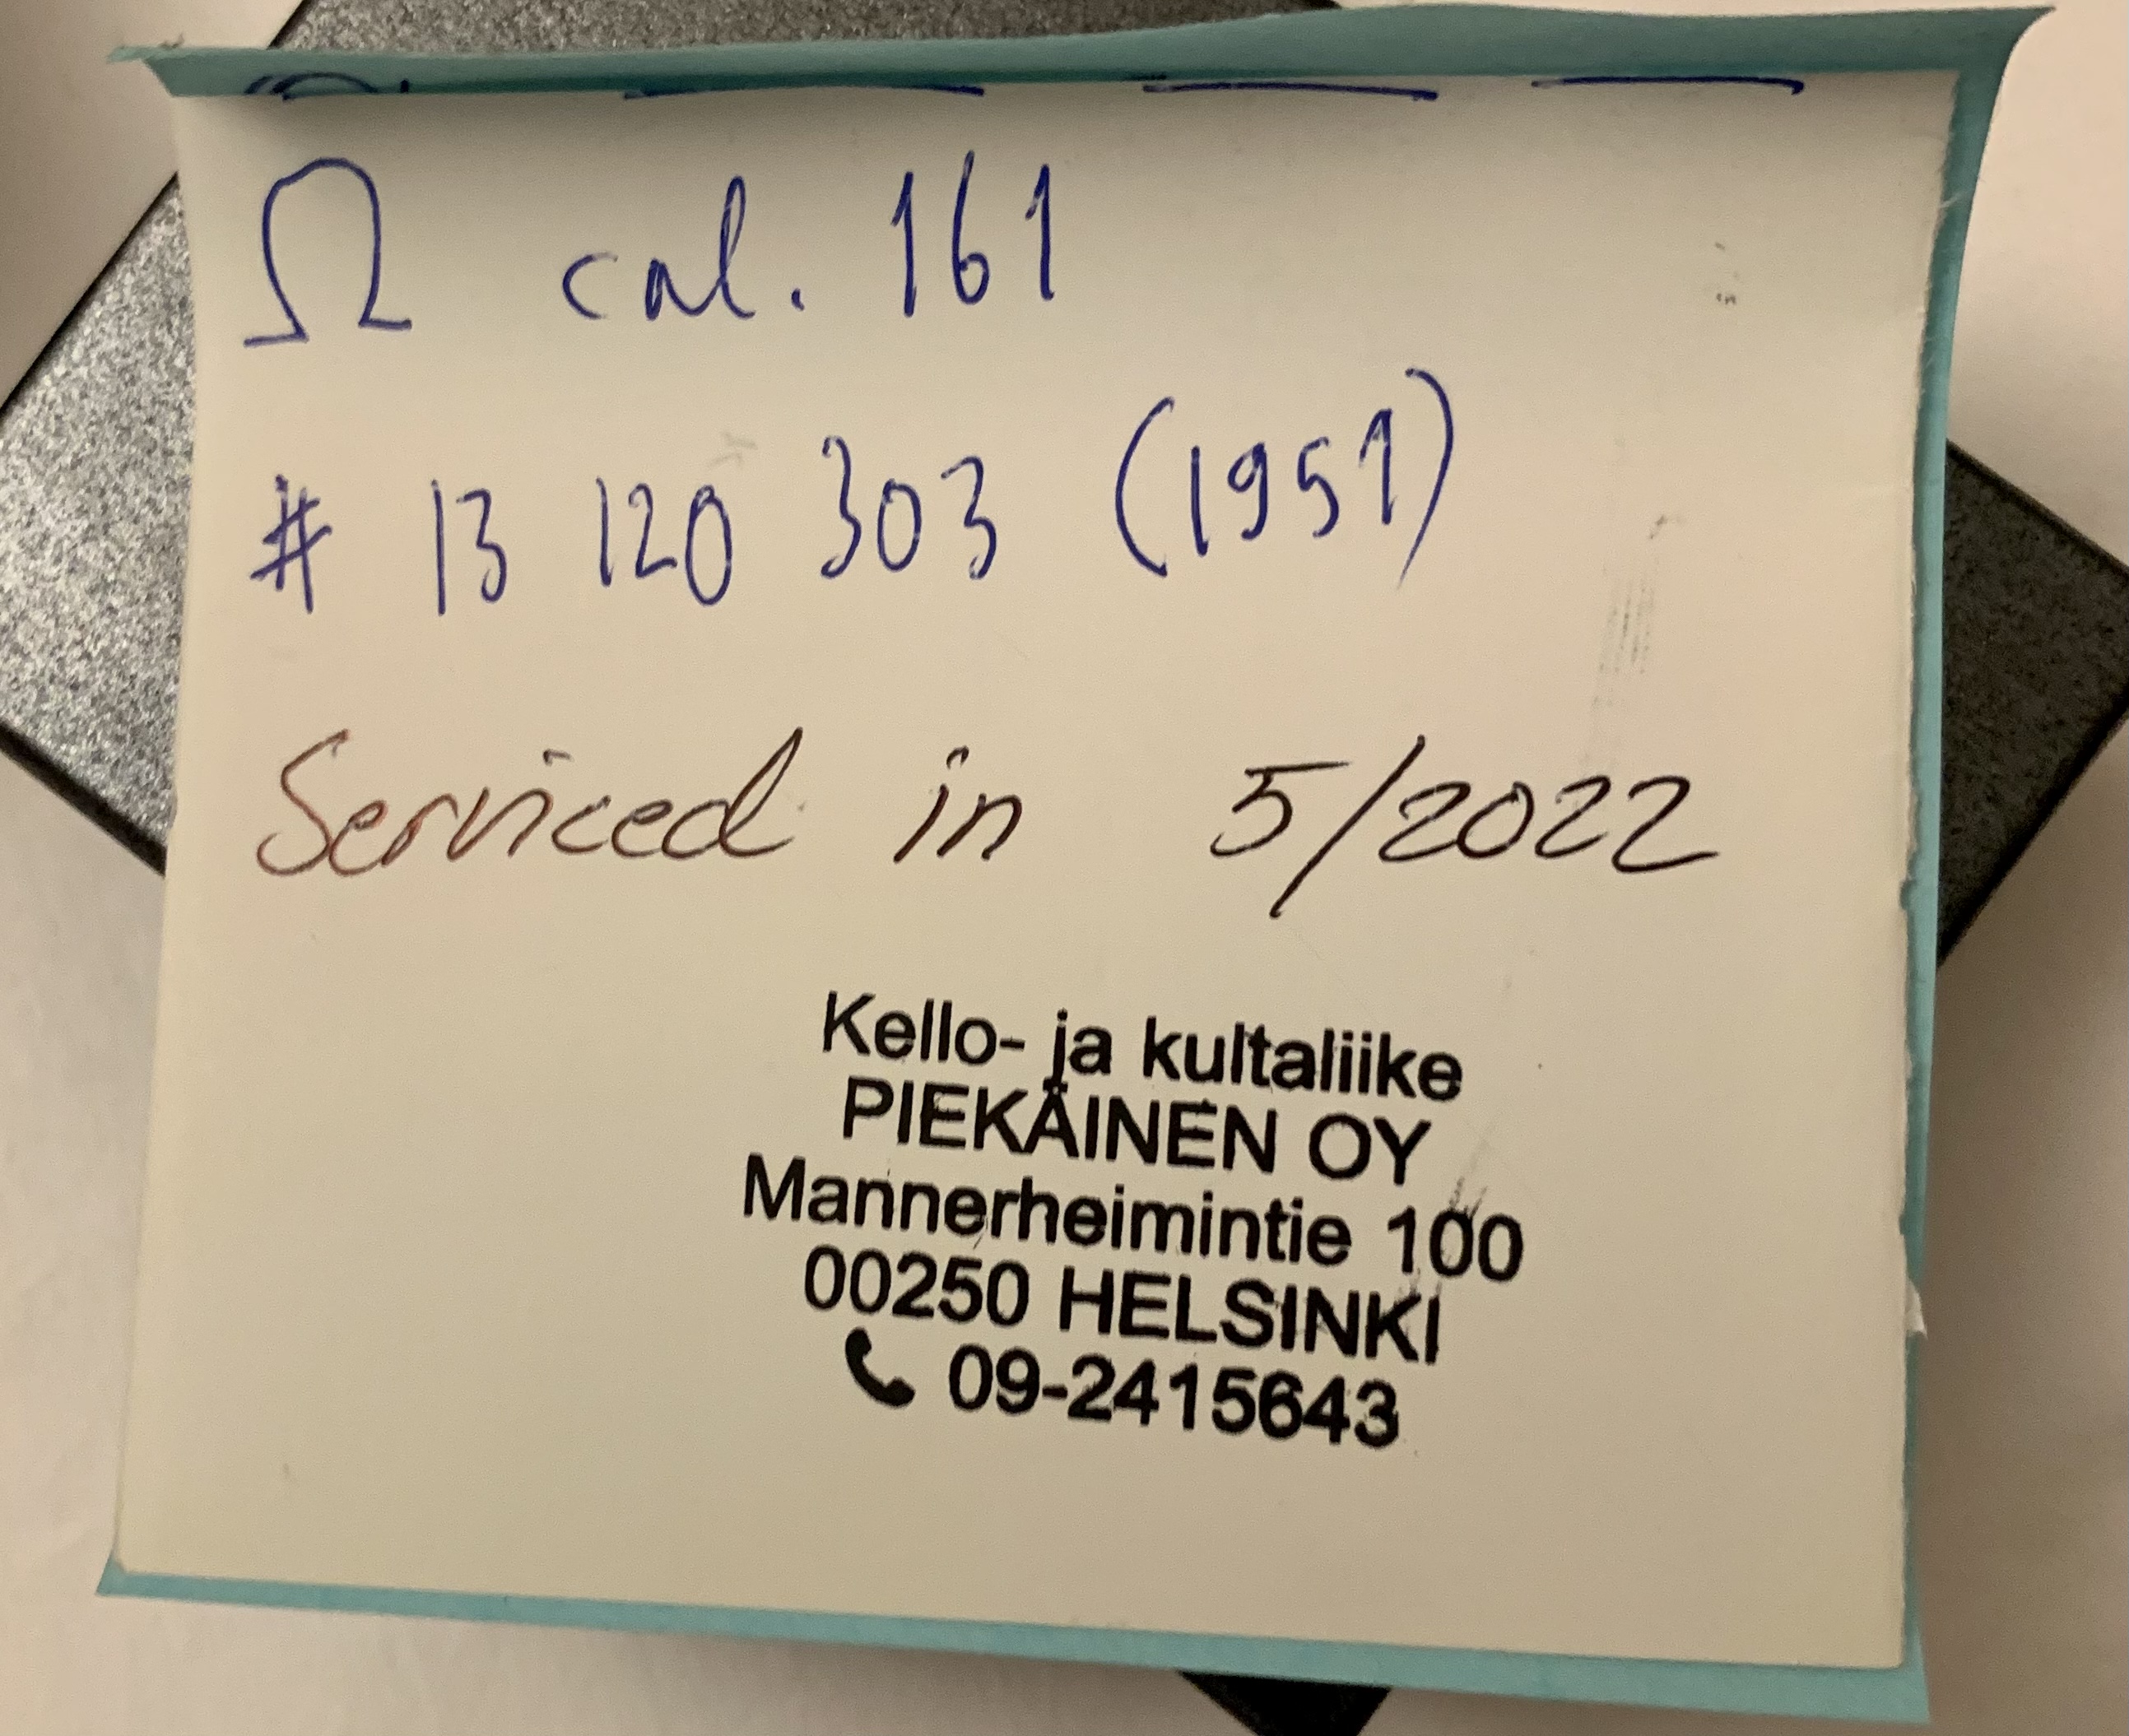 Ω cal. 161
# 13 120 303 (1951)
Serviced in 5/2022
Kello- ja kultaliike
PIEKÄINEN OY
Mannerheimintie 100
00250 HELSINKI
09-2415643